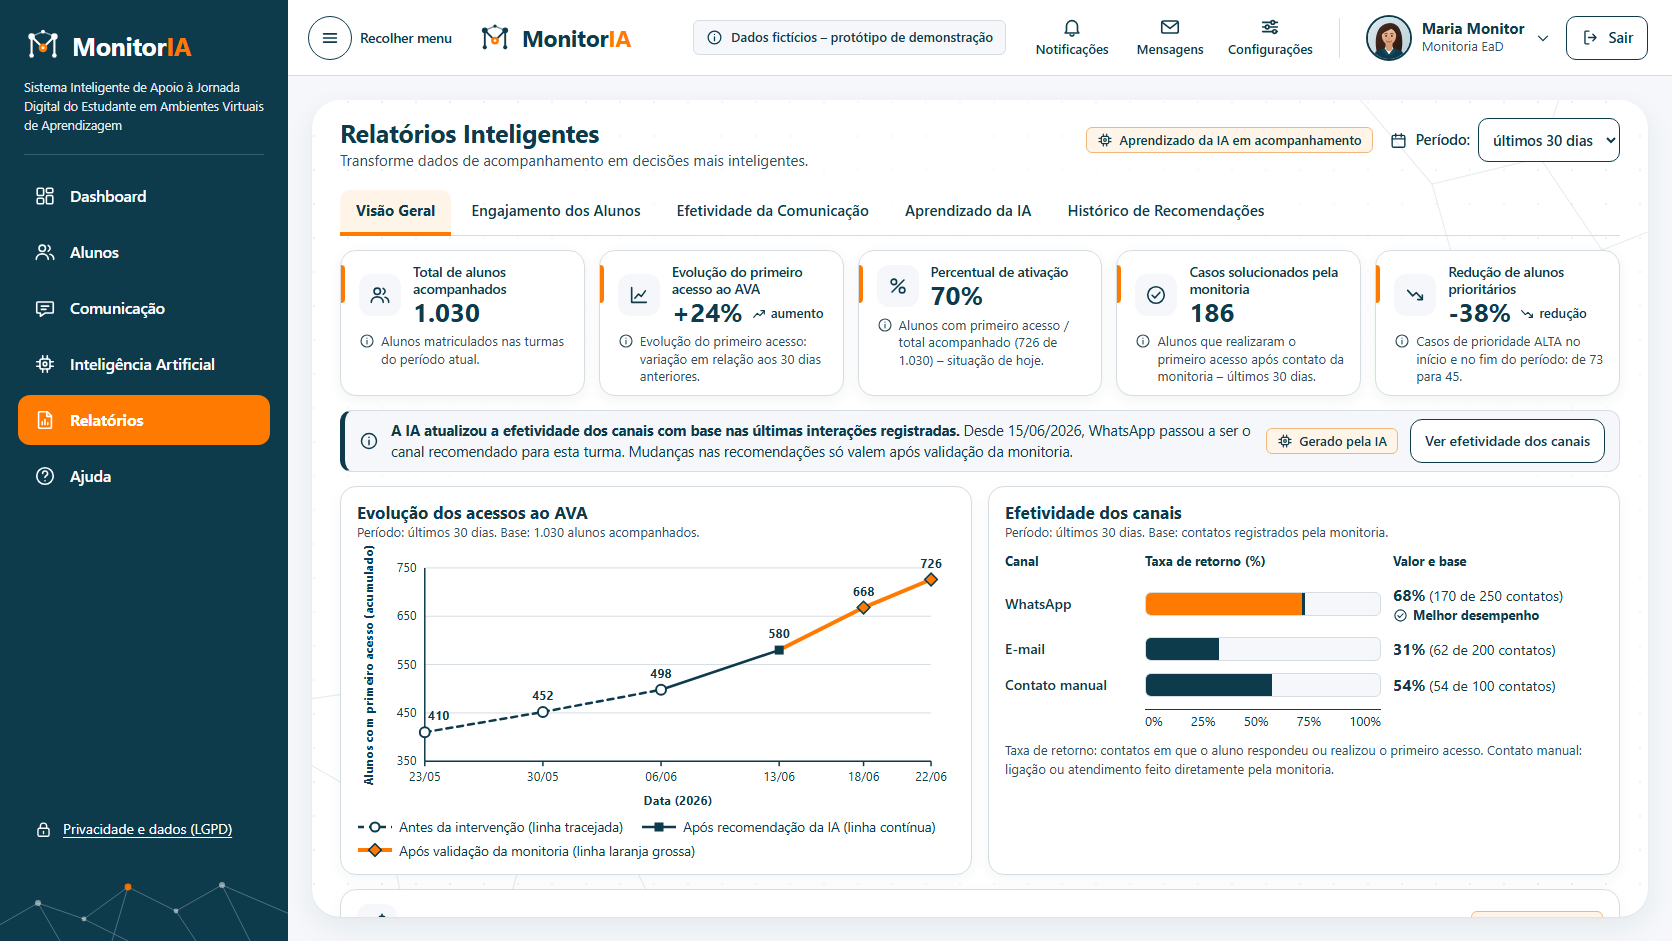 MonitorIA
Sistema Inteligente de Apoio à Jornada
Digital do Estudante em Ambientes Virtuais
de Aprendizagem
Dashboard
Alunos
Comunicação
Inteligência Artificial
Relatórios
Ajuda
Privacidade e dados (LGPD)
Recolher menu
MonitorIA
Dados fictícios – protótipo de demonstração
Notificações
Mensagens
Configurações
Maria Monitor
Monitoria EaD
Sair
Relatórios Inteligentes
Transforme dados de acompanhamento em decisões mais inteligentes.
Aprendizado da IA em acompanhamento
Período:
últimos 30 dias
Visão Geral
Engajamento dos Alunos
Efetividade da Comunicação
Aprendizado da IA
Histórico de Recomendações
Total de alunos
acompanhados
1.030
Alunos matriculados nas turmas
do período atual.
Evolução do primeiro
acesso ao AVA
+24% aumento
Evolução do primeiro acesso:
variação em relação aos 30 dias
anteriores.
Percentual de ativação
70%
Alunos com primeiro acesso /
total acompanhado (726 de
1.030) – situação de hoje.
Casos solucionados pela
monitoria
186
Alunos que realizaram o
primeiro acesso após contato da
monitoria – últimos 30 dias.
Redução de alunos
prioritários
-38% redução
Casos de prioridade ALTA no
início e no fim do período: de 73
para 45.
A IA atualizou a efetividade dos canais com base nas últimas interações registradas. Desde 15/06/2026, WhatsApp passou a ser o
canal recomendado para esta turma. Mudanças nas recomendações só valem após validação da monitoria.
Gerado pela IA
Ver efetividade dos canais
Evolução dos acessos ao AVA
Período: últimos 30 dias. Base: 1.030 alunos acompanhados.
Alunos com primeiro acesso (acumulado)
750
650
550
450
350
410
452
498
580
668
726
23/05
30/05
06/06
13/06
18/06
22/06
Data (2026)
Antes da intervenção (linha tracejada)
Após recomendação da IA (linha contínua)
Após validação da monitoria (linha laranja grossa)
Efetividade dos canais
Período: últimos 30 dias. Base: contatos registrados pela monitoria.
Canal
Taxa de retorno (%)
Valor e base
WhatsApp
68% (170 de 250 contatos)
Melhor desempenho
E-mail
31% (62 de 200 contatos)
Contato manual
54% (54 de 100 contatos)
0%
25%
50%
75%
100%
Taxa de retorno: contatos em que o aluno respondeu ou realizou o primeiro acesso. Contato manual:
ligação ou atendimento feito diretamente pela monitoria.